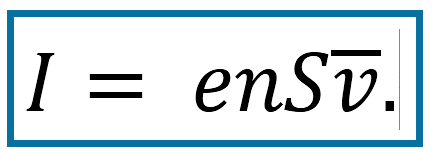 I = enSv̅.